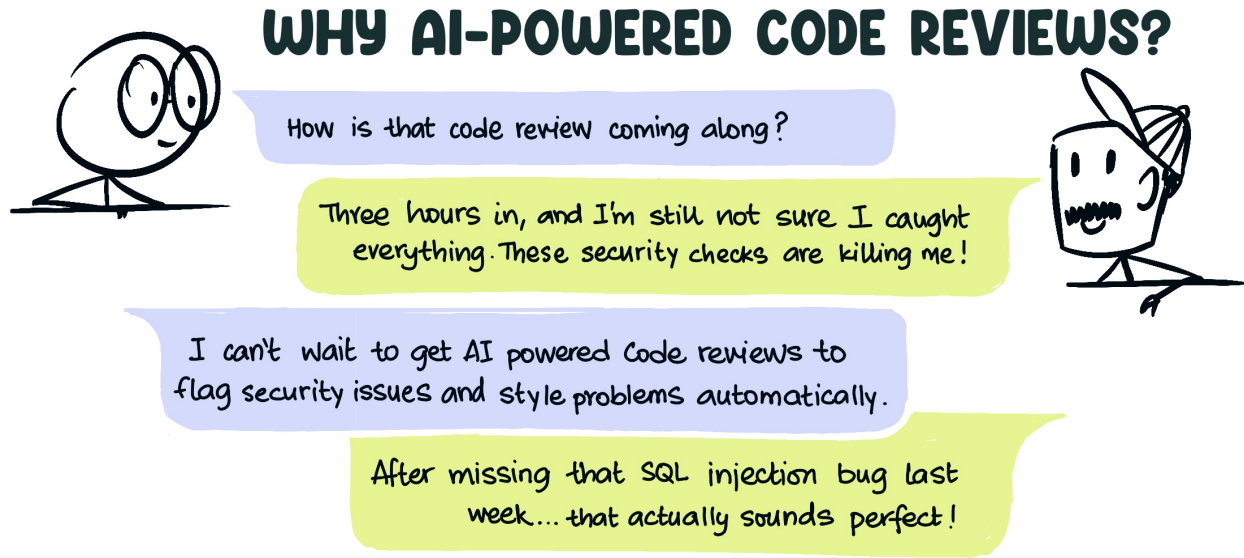 WHY AI-POWERED CODE REVIEWS?
How is that code review coming along?
Three hours in, and I'm still not sure I caught
everything. These security checks are killing me!
I can't wait to get AI powered Code reviews to
flag security issues and style problems automatically.
After missing that SQL injection bug last
week... that actually sounds perfect!